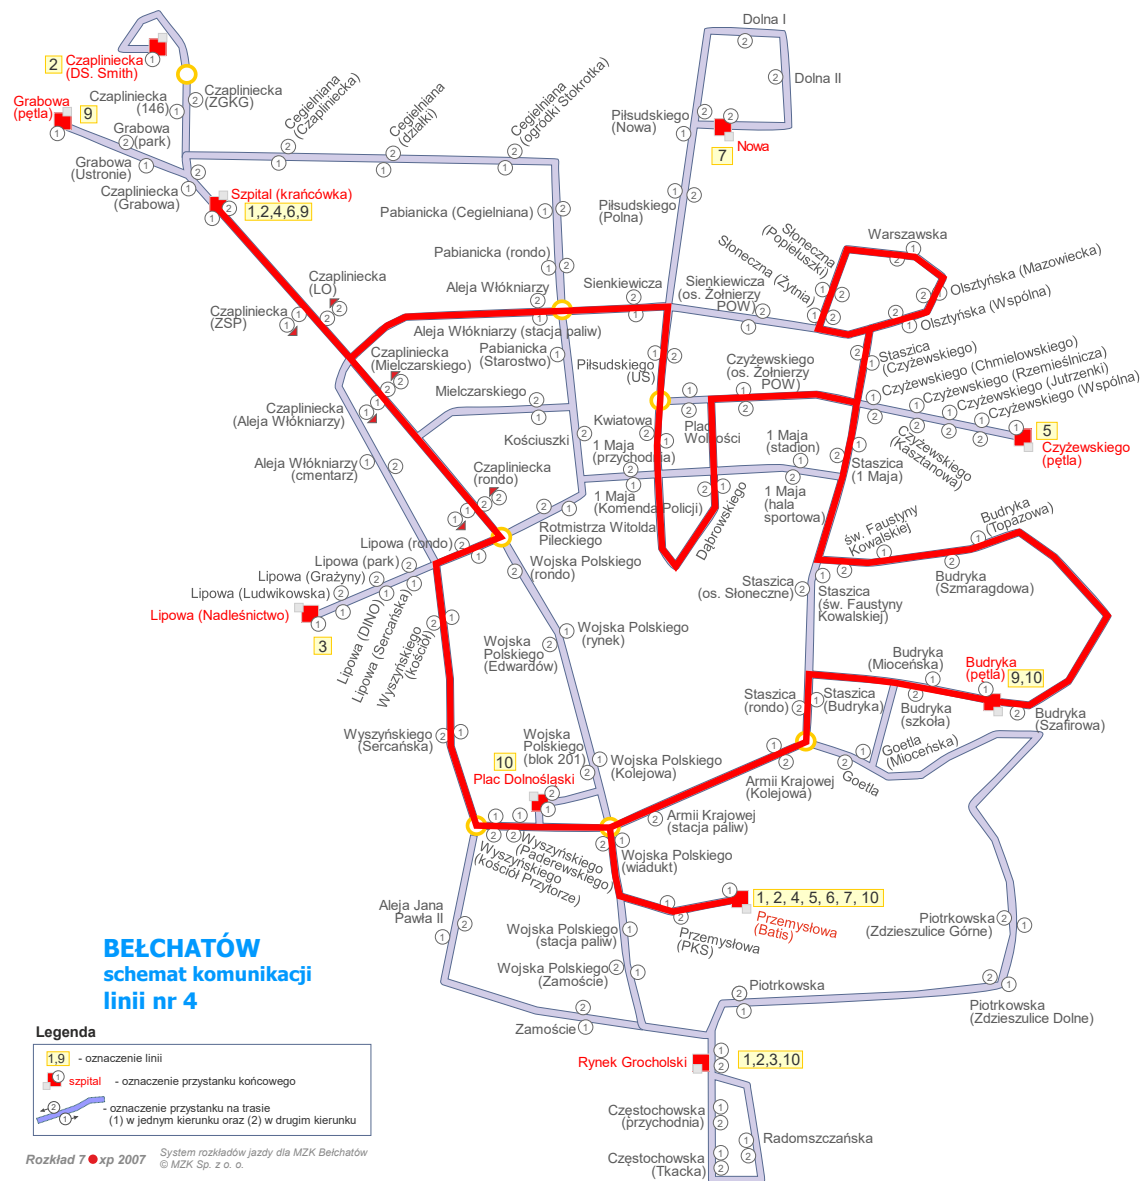 Dolna I
2 Czapliniecka
(DS. Smith)
Dolna II
Grabowa
(pętla)
9
Czapliniecka
(146)
Czapliniecka
(ZGKG)
Cegielniana
(Czapliniecka)
Cegielniana
(działki)
Cegielniana
(ogródki Stokrotka)
Piłsudskiego
(Nowa)
Nowa
7
Grabowa
(park)
Grabowa
(Ustronie)
Czapliniecka
(Grabowa)
Szpital (krańcówka)
1,2,4,6,9
Pabianicka (Cegielniana)
Piłsudskiego
(Polna)
Słoneczna
(Popiełuszki)
Warszawska
Słoneczna (Żytnia)
Olsztyńska (Mazowiecka)
Olsztyńska (Wspólna)
Pabianicka (rondo)
Czapliniecka
(LO)
Aleja Włókniarzy
Sienkiewicza
Sienkiewicza
(os. Żołnierzy
POW)
Czapliniecka
(ZSP)
Aleja Włókniarzy (stacja paliw)
Pabianicka
(Starostwo)
Czapliniecka
(Mielczarskiego)
Piłsudskiego
(US)
Czyżewskiego
(os. Żołnierzy
POW)
Staszica
(Czyżewskiego)
Czyżewskiego (Chmielowskiego)
Czyżewskiego (Rzemieślnicza)
Czyżewskiego (Jutrzenki)
Czyżewskiego (Wspólna)
Mielczarskiego
Czapliniecka
(Aleja Włókniarzy)
Kwiatowa
Plac
Wolności
5
Czyżewskiego
(pętla)
Czyżewskiego
(Kasztanowa)
Kościuszki
1 Maja
(przychodnia)
1 Maja
(stadion)
Staszica
(1 Maja)
Aleja Włókniarzy
(cmentarz)
Czapliniecka
(rondo)
1 Maja
(Komenda Policji)
Dąbrowskiego
1 Maja
(hala
sportowa)
Rotmistrza Witolda
Pileckiego
św. Faustyny
Kowalskiej
Budryka
(Topazowa)
Lipowa (rondo)
Lipowa (park)
Lipowa (Grażyny)
Lipowa (Ludwikowska)
Lipowa (Nadleśnictwo)
3
Wojska Polskiego
(rondo)
Staszica
(os. Słoneczne)
Staszica
(św. Faustyny
Kowalskiej)
Budryka
(Szmaragdowa)
Lipowa (DINO)
Lipowa (Sercańska)
Wyszyńskiego
(kościół)
Wojska
Polskiego
(Edwardów)
Wojska Polskiego
(rynek)
Budryka
(Mioceńska)
Budryka
(pętla)
9,10
Staszica
(rondo)
Staszica
(Budryka)
Budryka
(szkoła)
Budryka
(Szafirowa)
Wyszyńskiego
(Sercańska)
Wojska
Polskiego
(blok 201)
Wojska Polskiego
(Kolejowa)
Goetla
(Mioceńska)
Goetla
10
Plac Dolnośląski
Armii Krajowej
(Kolejowa)
Armii Krajowej
(stacja paliw)
Wyszyńskiego
(Paderewskiego)
Wyszyńskiego
(kościół Przytorze)
Wojska Polskiego
(wiadukt)
1, 2, 4, 5, 6, 7, 10
Przemysłowa
(Batis)
Przemysłowa
(PKS)
Aleja Jana
Pawła II
Wojska Polskiego
(stacja paliw)
Wojska Polskiego
(Zamoście)
Piotrkowska
(Zdzieszulice Górne)
Piotrkowska
Piotrkowska
(Zdzieszulice Dolne)
Zamoście
BEŁCHATÓW
schemat komunikacji
linii nr 4
Rynek Grocholski
1,2,3,10
Częstochowska
(przychodnia)
Radomszczańska
Częstochowska
(Tkacka)
Legenda
1,9 - oznaczenie linii
1 szpital - oznaczenie przystanku końcowego
2 1 - oznaczenie przystanku na trasie
(1) w jednym kierunku oraz (2) w drugim kierunku
Rozkład 7 xp 2007
System rozkładów jazdy dla MZK Bełchatów
© MZK Sp. z o. o.